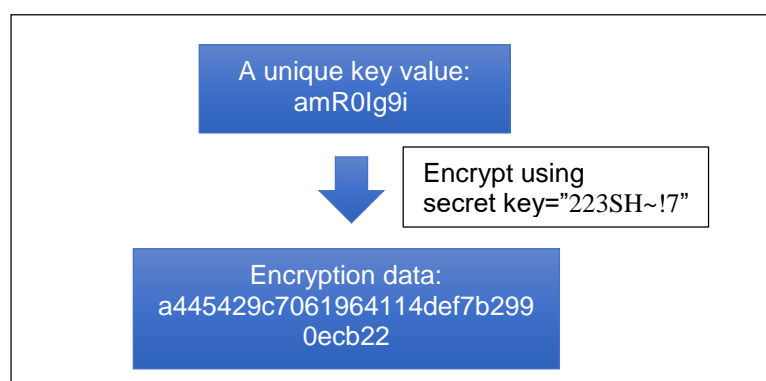 A unique key value:
amR0Ig9i
Encrypt using
secret key=”223SH~!7”
Encryption data:
a445429c7061964114def7b299
0ecb22